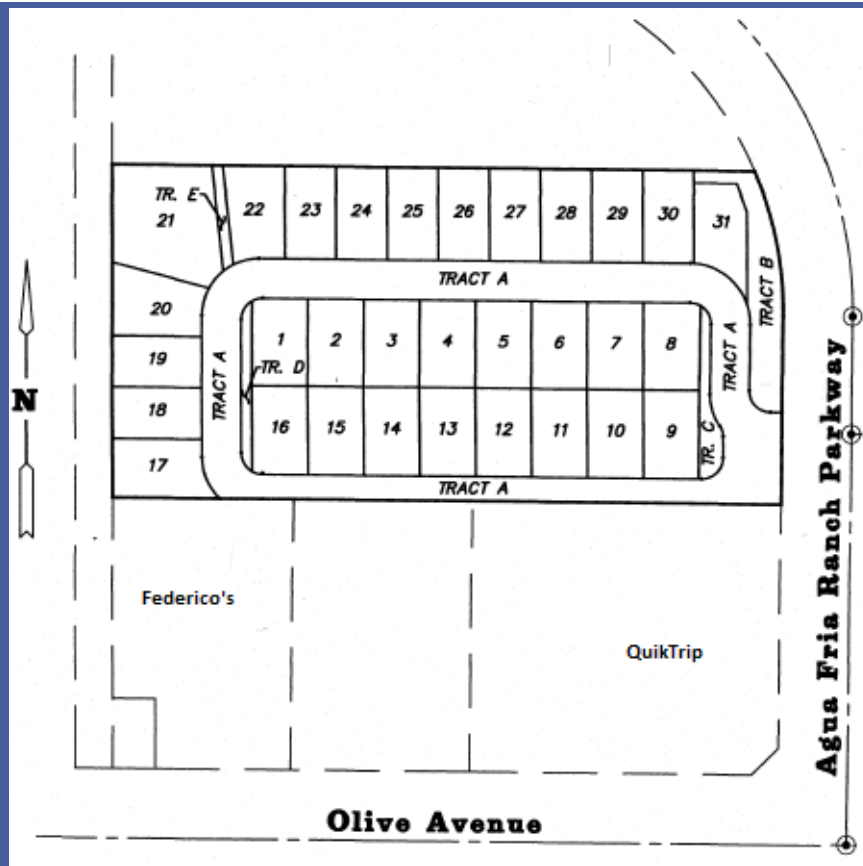 TR. E
21
22
23
24
25
26
27
28
29
30
31
TRACT A
TRACT B
20
1
2
3
4
5
6
7
8
TRACT A
TRACT A
19
TR. D
N
18
16
15
14
13
12
11
10
9
TR. C
17
TRACT A
Federico's
QuikTrip
Agua Fria Ranch Parkway
Olive Avenue